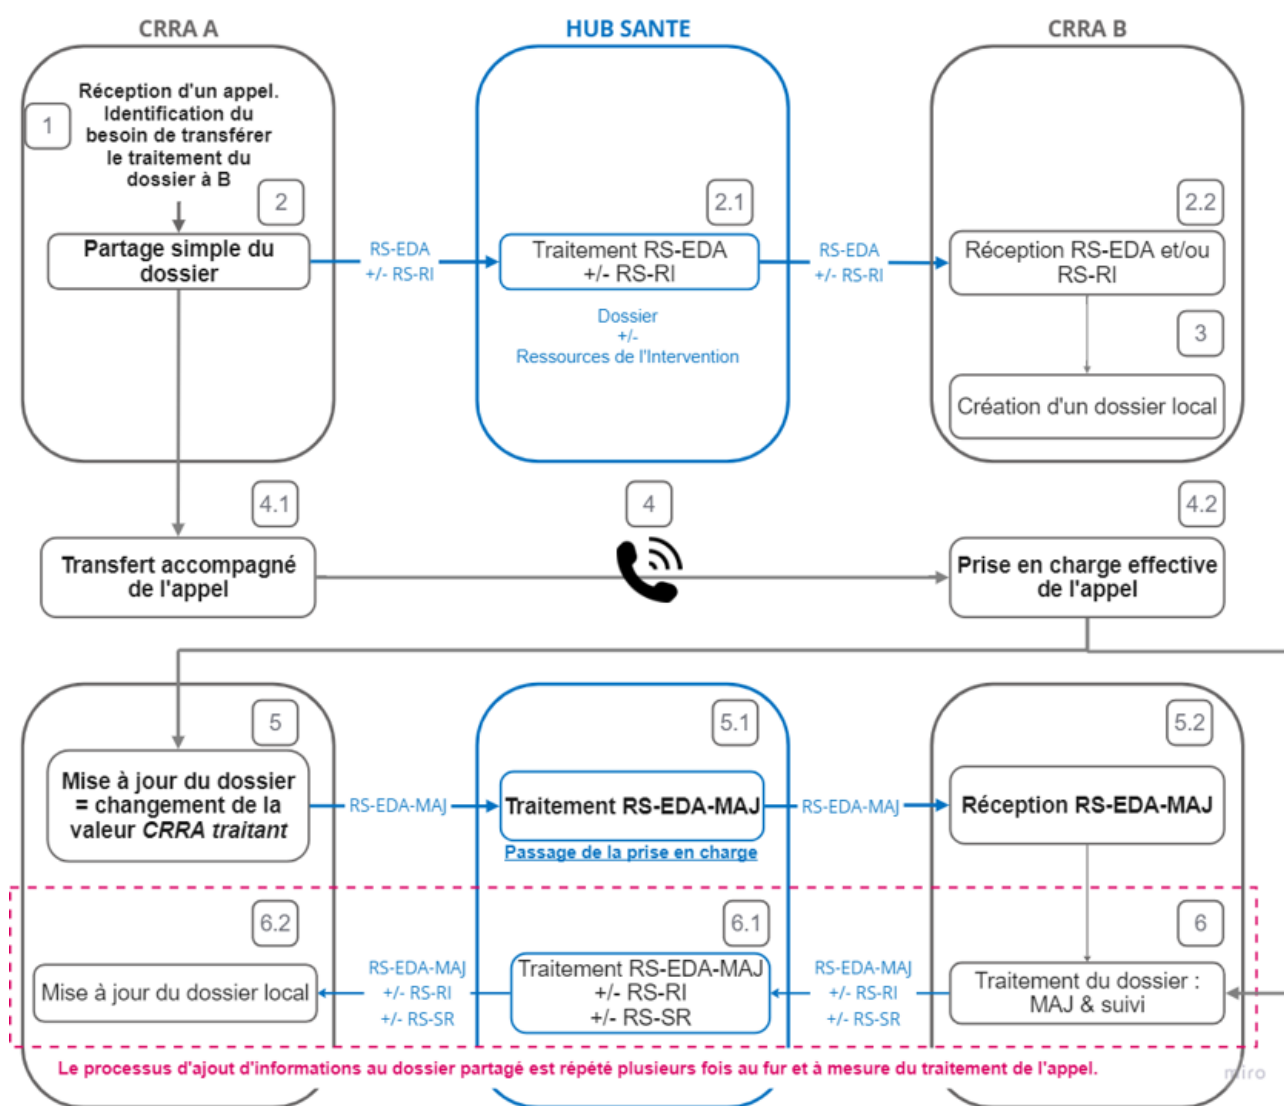 CRRA A
HUB SANTE
CRRA B
1
Réception d'un appel.
Identification du
besoin de transférer
le traitement du
dossier à B
2
2.1
2.2
Partage simple du
dossier
RS-EDA
+/- RS-RI
Traitement RS-EDA
+/- RS-RI
RS-EDA
+/- RS-RI
Réception RS-EDA et/ou
RS-RI
Dossier
+/-
Ressources de l'Intervention
3
Création d'un dossier local
4.1
4
4.2
Transfert accompagné
de l'appel
Prise en charge effective
de l'appel
5
5.1
5.2
Mise à jour du dossier
= changement de la
valeur CRRA traitant
RS-EDA-MAJ
Traitement RS-EDA-MAJ
RS-EDA-MAJ
Réception RS-EDA-MAJ
Passage de la prise en charge
6.2
6.1
6
Mise à jour du dossier local
RS-EDA-MAJ
+/- RS-RI
+/- RS-SR
Traitement RS-EDA-MAJ
+/- RS-RI
+/- RS-SR
RS-EDA-MAJ
+/- RS-RI
+/- RS-SR
Traitement du dossier :
MAJ & suivi
Le processus d'ajout d'informations au dossier partagé est répété plusieurs fois au fur et à mesure du traitement de l'appel.
miro